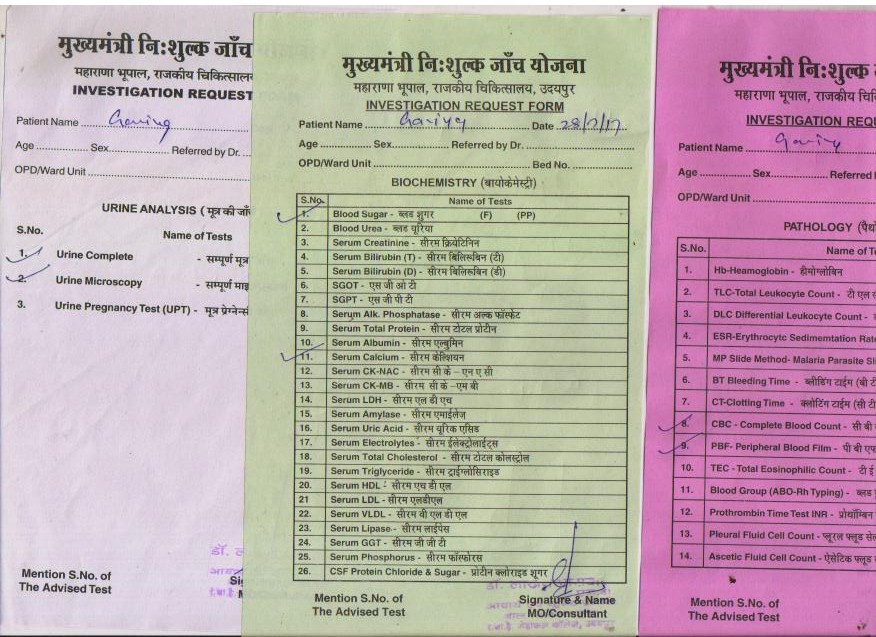 मुख्यमंत्री नि:शुल्क जाँच
महाराणा भूपाल, राजकीय चिकित्साल
INVESTIGATION REQUEST
Patient Name
Age Sex Referred by Dr.
OPD/Ward Unit
URINE ANALYSIS ( मूत्र की जाँ
S.No. Name of Tests
1. Urine Complete - सम्पूर्ण मूत्र
2. Urine Microscopy - सम्पूर्ण माइ
3. Urine Pregnancy Test (UPT) - मूत्र प्रेग्नेन्स
Mention S.No. of
The Advised Test
मुख्यमंत्री नि:शुल्क जाँच योजना
महाराणा भूपाल, राजकीय चिकित्सालय, उदयपुर
INVESTIGATION REQUEST FORM
Patient Name Date 28/7/17
Age Sex. Referred by Dr.
OPD/Ward Unit Bed No.
BIOCHEMISTRY (बायोकेमेस्ट्री)
S.No. Name of Tests
1. Blood Sugar - ब्लड शुगर (F) (PP)
2. Blood Urea - ब्लड यूरिया
3. Serum Creatinine - सीरम क्रियेटिनिन
4. Serum Bilirubin (T) - सीरम बिलिरूबिन (टी)
5. Serum Bilirubin (D) - सीरम बिलिरूबिन (डी)
6. SGOT - एस जी ओ टी
7. SGPT - एस जी पी टी
8. Serum Alk. Phosphatase - सीरम अल्क फॉस्फेट
9. Serum Total Protein - सीरम टोटल प्रोटीन
10. Serum Albumin - सीरम एल्बुमिन
11. Serum Calcium - सीरम केल्शियन
12. Serum CK-NAC - सीरम सी के - एन ए सी
13. Serum CK-MB - सीरम सी के -एम बी
14. Serum LDH - सीरम एल डी एच
15. Serum Amylase - सीरम एमाईलेज
16. Serum Uric Acid - सीरम यूरिक एसिड
17. Serum Electrolytes - सीरम ईलेक्ट्रोलाईट्स
18. Serum Total Cholesterol - सीरम टोटल कोलस्ट्रोल
19. Serum Triglyceride - सीरम ट्राईग्लोसिराइड
20. Serum HDL - सीरम एच डी एल
21 Serum LDL - सीरम एलडीएल
22. Serum VLDL - सीरम वी एल डी एल
23. Serum Lipase - सीरम लाईपेस
24. Serum GGT - सीरम जी जी टी
25. Serum Phosphorus - सीरम फॉस्फोरस
26. CSF Protein Chloride & Sugar - प्रोटीन क्लोराइड शुगर
Mention S.No. of Signature & Name
The Advised Test MO/Consultant
मुख्यमंत्री नि:शुल्क
महाराणा भूपाल, राजकीय चि
INVESTIGATION REQU
Patient Name
Age Sex Referred
OPD/Ward Unit
PATHOLOGY (पैथो
S.No. Name of T
1. Hb-Heamoglobin - हीमोग्लोबिन
2. TLC-Total Leukocyte Count - टी एल
3. DLC Differential Leukocyte Count -
4. ESR-Erythrocytc Sedimentation Rat
5. MP Slide Method- Malaria Parasite Sl
6. BT Bleeding Time - ब्लीडिंग टाईम (बी टी
7. CT-Clotting Time - क्लोटिंग टाईम (सी टी
8. CBC - Complete Blood Count - सी बी
9. PBF- Peripheral Blood Film - पी बी एफ
10. TEC - Total Eosinophilic Count - टी ई
11. Blood Group (ABO-Rh Typing) - ब्लड
12. Prothrombin Time Test INR - प्रोथॉम्बिन
13. Pleural Fluid Cell Count - प्लूरल फ्लूड सेल
14. Ascetic Fluid Cell Count - ऐसेटिक फ्लूड
Mention S.No. of
The Advised Test